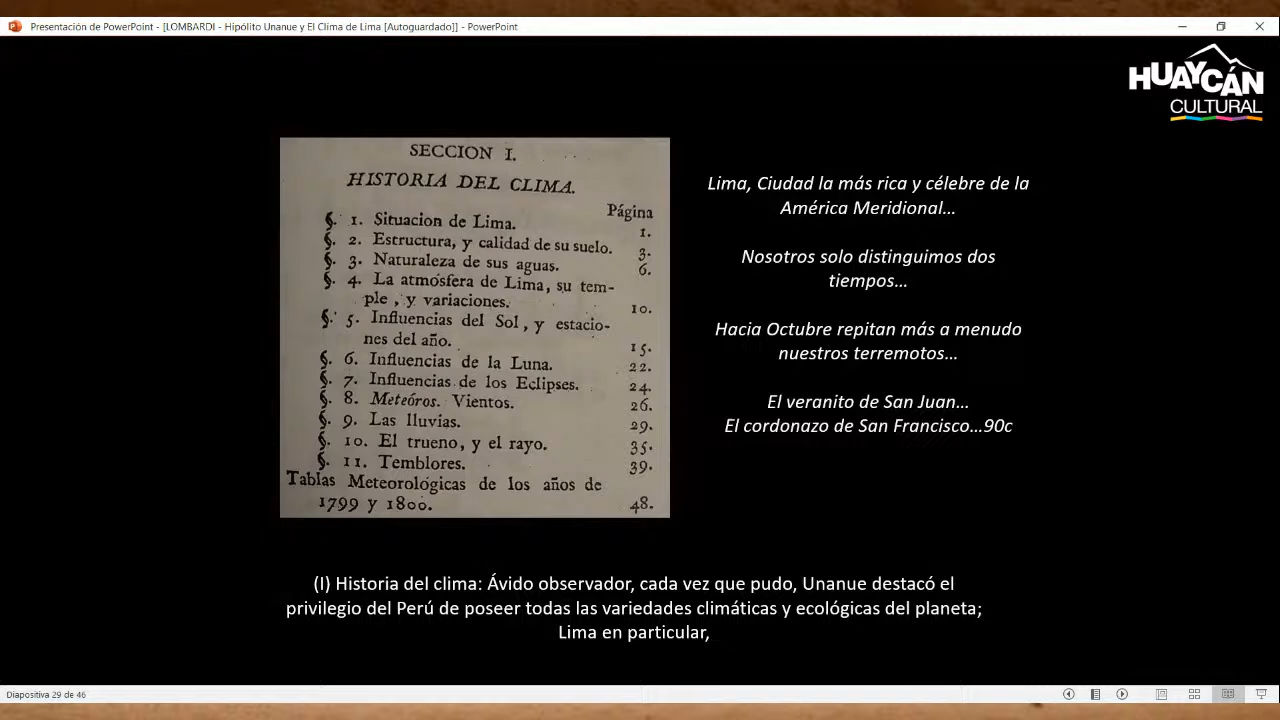 Presentación de PowerPoint - [LOMBARDI - Hipólito Unanue y El Clima de Lima [Autoguardado]] - PowerPoint
HUAYCÁN
CULTURAL
SECCION I.
HISTORIA DEL CLIMA.
Página
§. 1. Situacion de Lima. 1.
§. 2. Estructura, y calidad de su suelo. 3.
§. 3. Naturaleza de sus aguas. 6.
§. 4. La atmósfera de Lima, su tem-
ple, y variaciones. 10.
§. 5. Influencias del Sol, y estacio-
nes del año. 15.
§. 6. Influencias de la Luna. 22.
§. 7. Influencias de los Eclipses. 24.
§. 8. Meteóros. Vientos. 26.
§. 9. Las lluvias. 29.
§. 10. El trueno, y el rayo. 35.
§. 11. Temblores. 39.
Tablas Meteorológicas de los años de
1799 y 1800. 48.
Lima, Ciudad la más rica y célebre de la
América Meridional...
Nosotros solo distinguimos dos
tiempos...
Hacia Octubre repitan más a menudo
nuestros terremotos...
El veranito de San Juan...
El cordonazo de San Francisco...90c
(I) Historia del clima: Ávido observador, cada vez que pudo, Unanue destacó el
privilegio del Perú de poseer todas las variedades climáticas y ecológicas del planeta;
Lima en particular,
Diapositiva 29 de 46